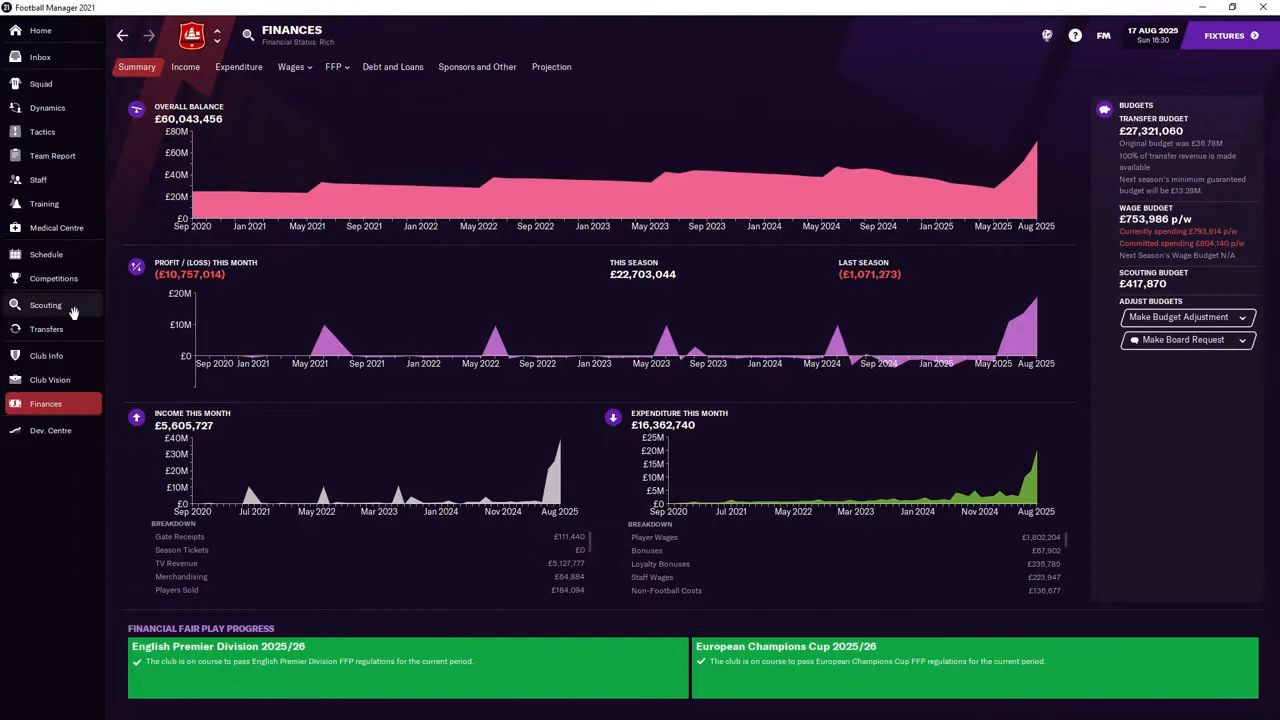 21 Football Manager 2021
Home
Inbox
Squad
Dynamics
Tactics
Team Report
Staff
Training
Medical Centre
Schedule
Competitions
Scouting
Transfers
Club Info
Club Vision
Finances
Dev. Centre
FINANCES
Financial Status: Rich
FM
17 AUG 2025
Sun 16:30
FIXTURES
Summary Income Expenditure Wages FFP Debt and Loans Sponsors and Other Projection
OVERALL BALANCE
£60,043,456
£80M
£60M
£40M
£20M
£0
Sep 2020 Jan 2021 May 2021 Sep 2021 Jan 2022 May 2022 Sep 2022 Jan 2023 May 2023 Sep 2023 Jan 2024 May 2024 Sep 2024 Jan 2025 May 2025 Aug 2025
PROFIT / (LOSS) THIS MONTH
(£10,757,014)
THIS SEASON
£22,703,044
LAST SEASON
(£1,071,273)
£20M
£10M
£0
Sep 2020 Jan 2021 May 2021 Sep 2021 Jan 2022 May 2022 Sep 2022 Jan 2023 May 2023 Sep 2023 Jan 2024 May 2024 Sep 2024 Jan 2025 May 2025 Aug 2025
INCOME THIS MONTH
£5,605,727
£40M
£30M
£20M
£10M
£0
Sep 2020 Jul 2021 May 2022 Mar 2023 Jan 2024 Nov 2024 Aug 2025
BREAKDOWN
Gate Receipts £111,440
Season Tickets £0
TV Revenue £5,127,777
Merchandising £64,884
Players Sold £184,094
EXPENDITURE THIS MONTH
£16,362,740
£25M
£20M
£15M
£10M
£5M
£0
Sep 2020 Jul 2021 May 2022 Mar 2023 Jan 2024 Nov 2024 Aug 2025
BREAKDOWN
Player Wages £1,802,204
Bonuses £67,902
Loyalty Bonuses £235,785
Staff Wages £223,947
Non-Football Costs £136,677
BUDGETS
TRANSFER BUDGET
£27,321,060
Original budget was £36.78M
100% of transfer revenue is made
available
Next season's minimum guaranteed
budget will be £13.28M.
WAGE BUDGET
£753,986 p/w
Currently spending £793,914 p/w
Committed spending £804,140 p/w
Next Season's Wage Budget N/A
SCOUTING BUDGET
£417,870
ADJUST BUDGETS
Make Budget Adjustment
Make Board Request
FINANCIAL FAIR PLAY PROGRESS
English Premier Division 2025/26
The club is on course to pass English Premier Division FFP regulations for the current period.
European Champions Cup 2025/26
The club is on course to pass European Champions Cup FFP regulations for the current period.